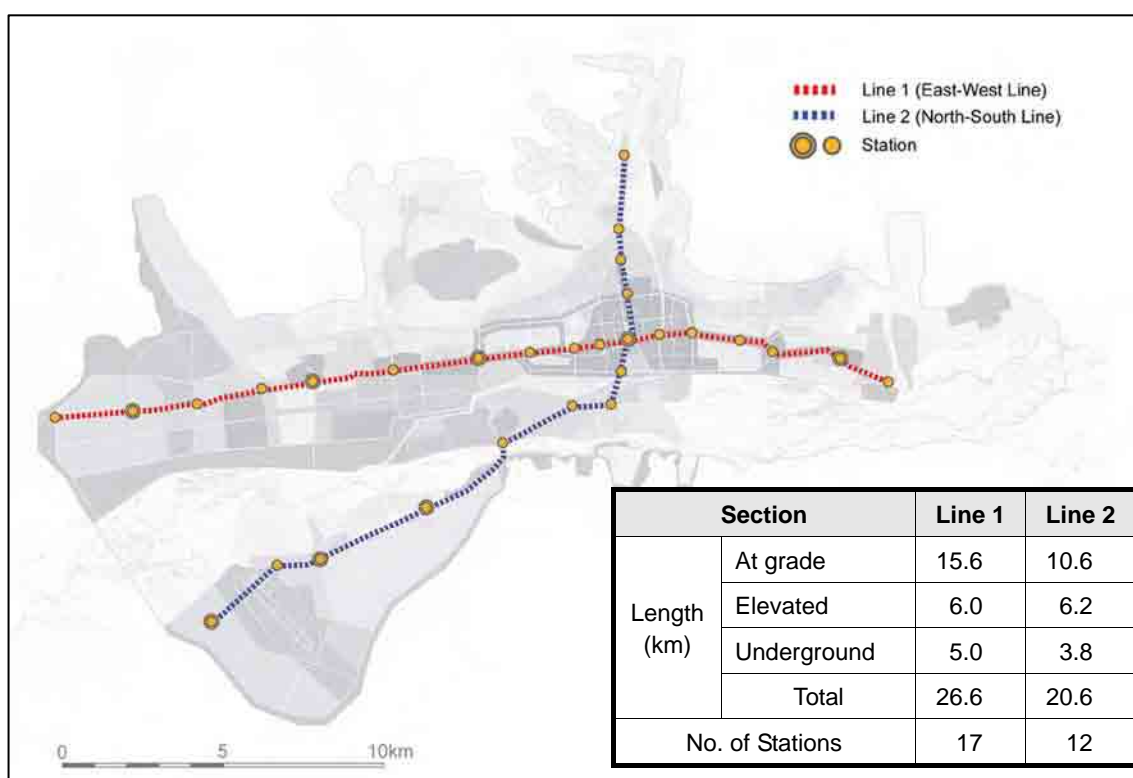 Line 1 (East-West Line)
Line 2 (North-South Line)
Station
Section Line 1 Line 2
Length (km) At grade 15.6 10.6
Elevated 6.0 6.2
Underground 5.0 3.8
Total 26.6 20.6
No. of Stations 17 12
0 5 10km